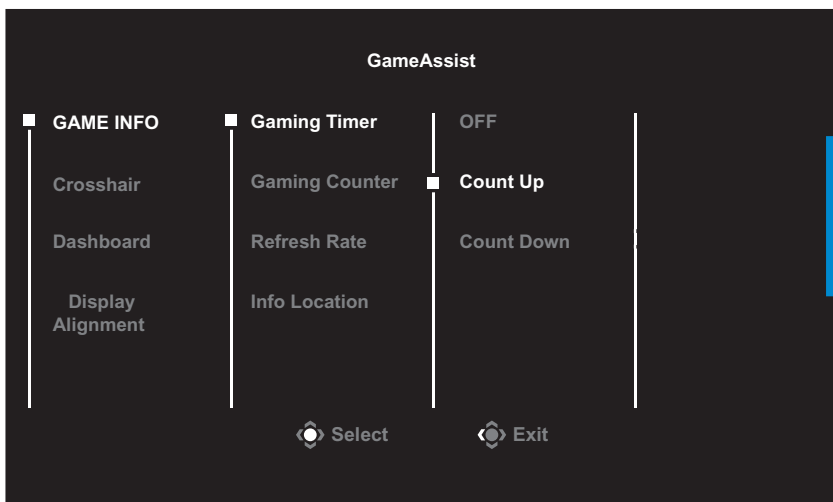 GameAssist
GAME INFO
Crosshair
Dashboard
Display
Alignment
Gaming Timer
Gaming Counter
Refresh Rate
Info Location
OFF
Count Up
Count Down
Select
Exit